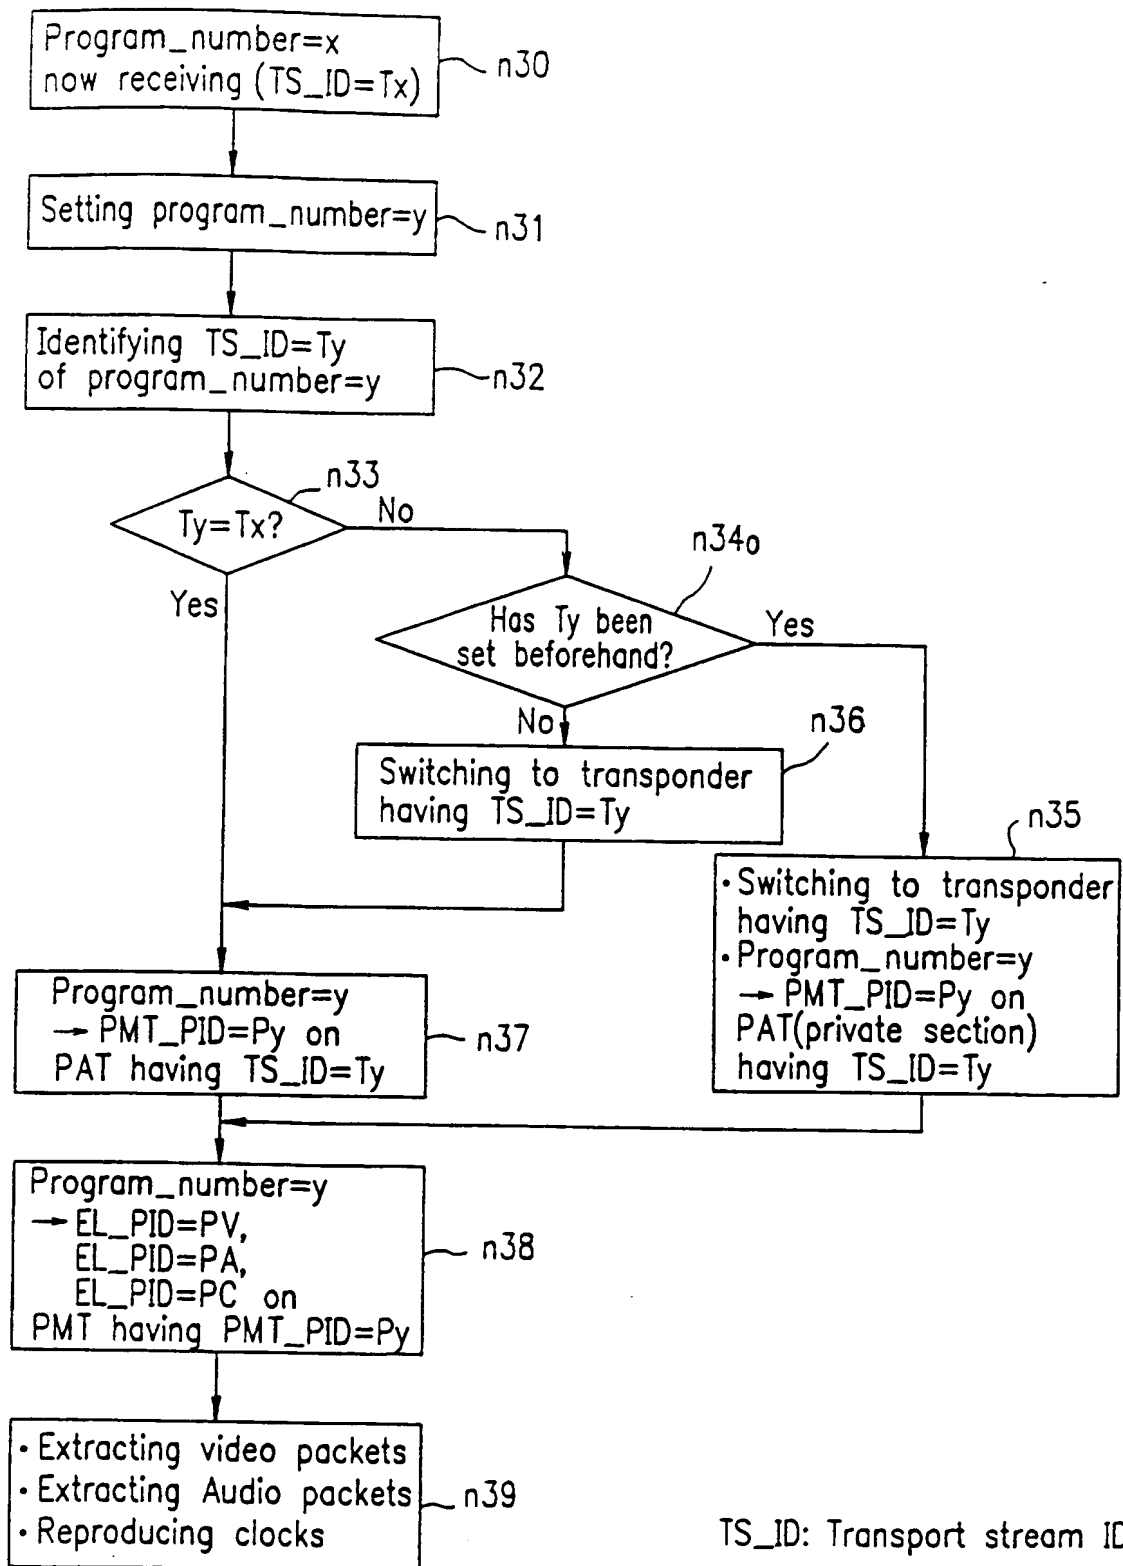 Program_number=x
now receiving (TS_ID=Tx)
n30
Setting program_number=y
n31
Identifying TS_ID=Ty
of program_number=y
n32
n33
Ty=Tx?
No
Yes
n34a
Has Ty been
set beforehand?
Yes
No
n36
Switching to transponder
having TS_ID=Ty
n35
·Switching to transponder
having TS_ID=Ty
·Program_number=y
→ PMT_PID=Py on
PAT(private section)
having TS_ID=Ty
Program_number=y
→ PMT_PID=Py on
PAT having TS_ID=Ty
n37
Program_number=y
→ EL_PID=PV,
EL_PID=PA,
EL_PID=PC on
PMT having PMT_PID=Py
n38
·Extracting video packets
·Extracting Audio packets
·Reproducing clocks
n39
TS_ID: Transport stream ID